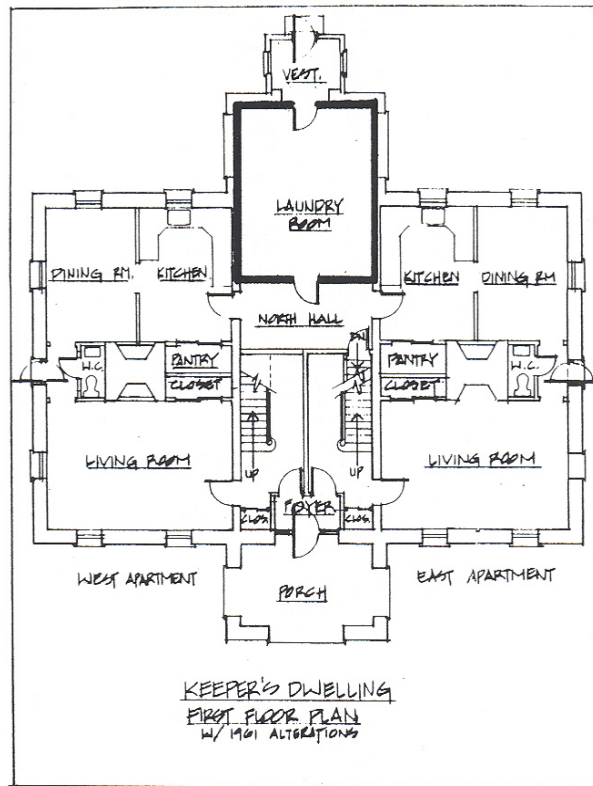 VEST.
LAUNDRY
ROOM
DINING RM.
KITCHEN
KITCHEN
DINING RM
NORTH HALL
DN
W.C.
PANTRY
PANTRY
W.C.
CLOSET
CLOSET
LIVING ROOM
UP
UP
LIVING ROOM
FOYER
CLOS.
CLOS.
WEST APARTMENT
PORCH
EAST APARTMENT
KEEPER'S DWELLING
FIRST FLOOR PLAN
W/ 1961 ALTERATIONS